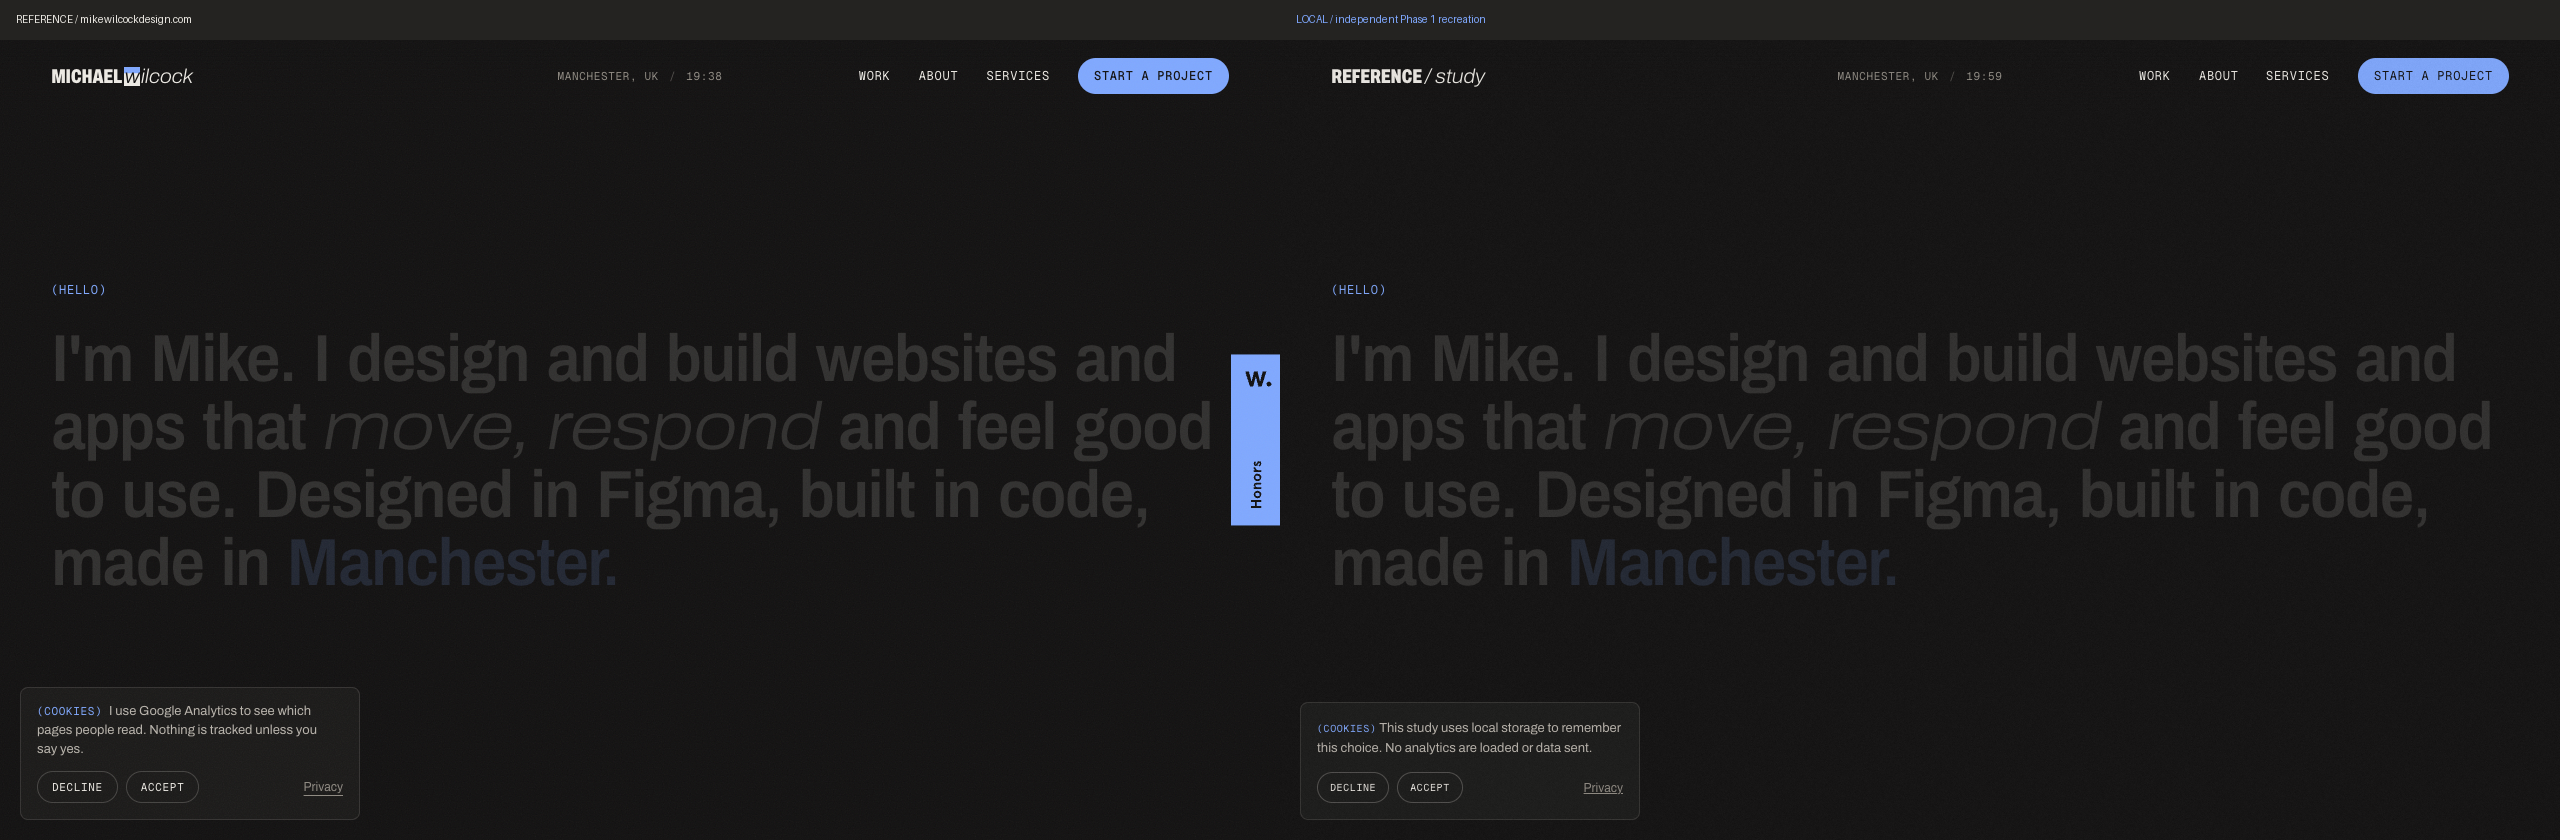 REFERENCE / mikewilcockdesign.com
MICHAELwilcock
MANCHESTER, UK / 19:38
WORK
ABOUT
SERVICES
START A PROJECT
(HELLO)
I'm Mike. I design and build websites and
apps that move, respond and feel good
to use. Designed in Figma, built in code,
made in Manchester.
W.
Honors
(COOKIES) I use Google Analytics to see which
pages people read. Nothing is tracked unless you
say yes.
DECLINE
ACCEPT
Privacy
LOCAL / independent Phase 1 recreation
REFERENCE / study
MANCHESTER, UK / 19:59
WORK
ABOUT
SERVICES
START A PROJECT
(HELLO)
I'm Mike. I design and build websites and
apps that move, respond and feel good
to use. Designed in Figma, built in code,
made in Manchester.
(COOKIES) This study uses local storage to remember
this choice. No analytics are loaded or data sent.
DECLINE
ACCEPT
Privacy